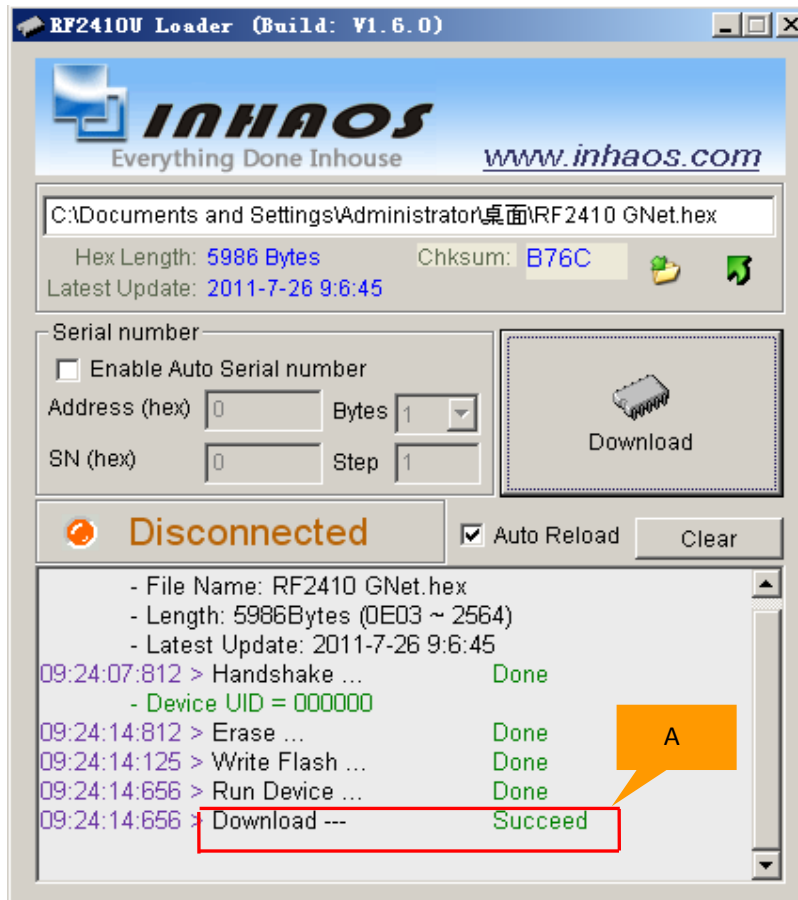 RF2410U Loader (Build: V1.6.0)
INHAOS
Everything Done Inhouse
www.inhaos.com
C:\Documents and Settings\Administrator\桌面\RF2410 GNet.hex
Hex Length: 5986 Bytes Chksum: B76C
Latest Update: 2011-7-26 9:6:45
Serial number
Enable Auto Serial number
Address (hex) 0 Bytes 1
SN (hex) 0 Step 1
Download
Disconnected
Auto Reload
Clear
- File Name: RF2410 GNet.hex
- Length: 5986Bytes (0E03 ~ 2564)
- Latest Update: 2011-7-26 9:6:45
09:24:07:812 > Handshake ... Done
- Device UID = 000000
09:24:14:812 > Erase ... Done
09:24:14:125 > Write Flash ... Done
09:24:14:656 > Run Device ... Done
09:24:14:656 > Download --- Succeed
A